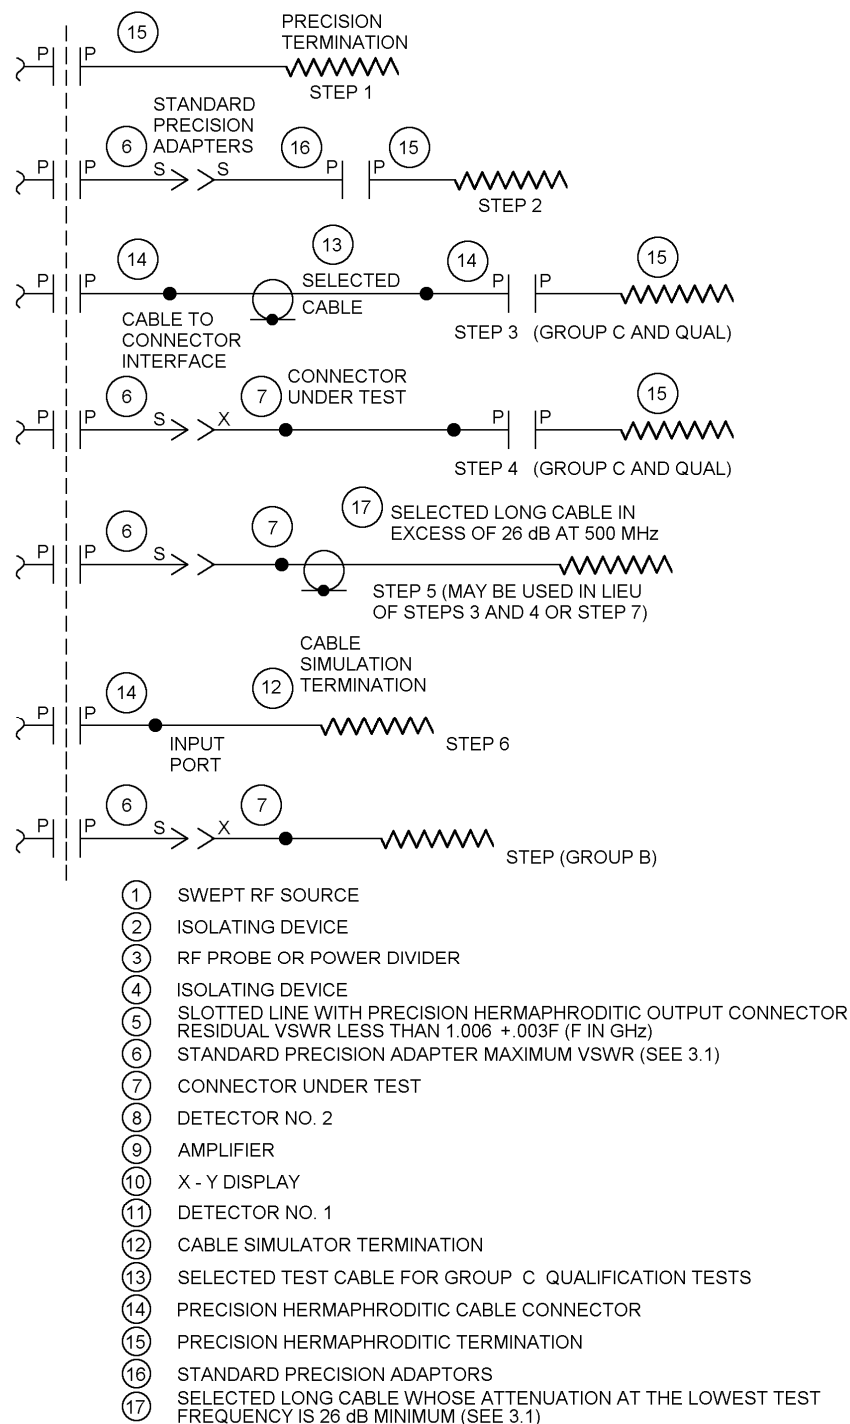 15 PRECISION
TERMINATION
P P
STEP 1
STANDARD
PRECISION
ADAPTERS
6 16 15
P P S S P P
STEP 2
14 13 14 15
P P SELECTED P P
CABLE
CABLE TO
CONNECTOR
INTERFACE
STEP 3 (GROUP C AND QUAL)
6 7 CONNECTOR
UNDER TEST
15
P P S X P P
STEP 4 (GROUP C AND QUAL)
6 7 17 SELECTED LONG CABLE IN
EXCESS OF 26 dB AT 500 MHz
P P S
STEP 5 (MAY BE USED IN LIEU
OF STEPS 3 AND 4 OR STEP 7)
CABLE
SIMULATION
TERMINATION
14 12
P P
INPUT
PORT
STEP 6
6 7
P P S X
STEP (GROUP B)
1 SWEPT RF SOURCE
2 ISOLATING DEVICE
3 RF PROBE OR POWER DIVIDER
4 ISOLATING DEVICE
5 SLOTTED LINE WITH PRECISION HERMAPHRODITIC OUTPUT CONNECTOR
RESIDUAL VSWR LESS THAN 1.006 +.003F (F IN GHz)
6 STANDARD PRECISION ADAPTER MAXIMUM VSWR (SEE 3.1)
7 CONNECTOR UNDER TEST
8 DETECTOR NO. 2
9 AMPLIFIER
10 X - Y DISPLAY
11 DETECTOR NO. 1
12 CABLE SIMULATOR TERMINATION
13 SELECTED TEST CABLE FOR GROUP C QUALIFICATION TESTS
14 PRECISION HERMAPHRODITIC CABLE CONNECTOR
15 PRECISION HERMAPHRODITIC TERMINATION
16 STANDARD PRECISION ADAPTORS
17 SELECTED LONG CABLE WHOSE ATTENUATION AT THE LOWEST TEST
FREQUENCY IS 26 dB MINIMUM (SEE 3.1)